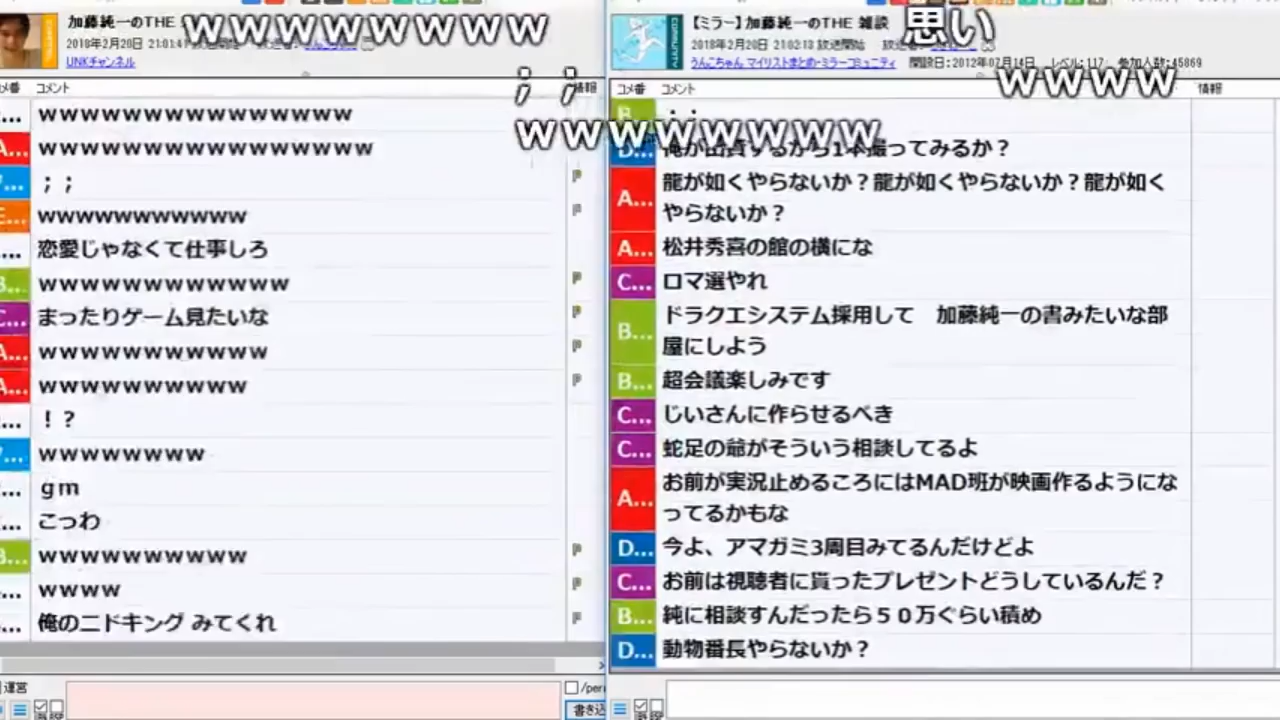 加藤純一のTHE
wwwwwwwww
2018年2月20日 21:01:41
UNKチャンネル
; ;
wwwwwwwww
コメント
情報
wwwwwwwwwwwwwww
wwwwwwwwwwwwwwww
；；
wwwwwwwwwww
恋愛じゃなくて仕事しろ
wwwwwwwwwwww
まったりゲーム見たいな
wwwwwwwwwww
wwwwwwwwww
！？
wwwwwwww
gm
こっわ
wwwwwwwwww
wwww
俺のニドキング みてくれ
運営
書き込
【ミラー】加藤純一のTHE 雑談
思い
2018年2月20日 21:02:13 放送開始
うんこちゃん マイリストまとめ・ミラーコミュニティ 開設日:2012年07月14日 レベル:117 参加人数:45869
wwww
コメ番 コメント 情報
；；
俺が出資するから1本撮ってみるか？
龍が如くやらないか？龍が如くやらないか？龍が如く
やらないか？
松井秀喜の館の横にな
ロマ選やれ
ドラクエシステム採用して 加藤純一の書みたいな部
屋にしよう
超会議楽しみです
じいさんに作らせるべき
蛇足の爺がそういう相談してるよ
お前が実況止めるころにはMAD班が映画作るようにな
ってるかもな
今よ、アマガミ3周目みてるんだけどよ
お前は視聴者に貰ったプレゼントどうしているんだ？
純に相談すんだったら５０万ぐらい積め
動物番長やらないか？